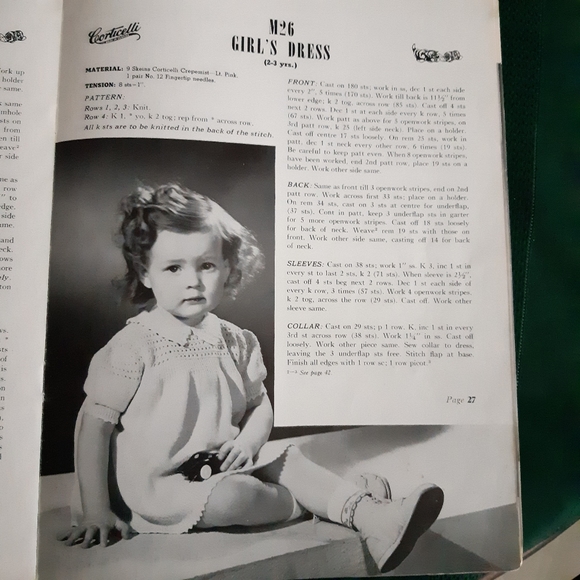 Corticelli
M26
GIRL'S DRESS
(2-3 yrs.)
MATERIAL: 9 Skeins Corticelli Crepemist—Lt. Pink.
1 pair No. 12 Fingertip needles.
TENSION: 8 sts—1"
PATTERN:
Rows 1, 2, 3: Knit.
Row 4: K 1, * yo, k 2 tog; rep from * across row.
All k sts are to be knitted in the back of the stitch.
FRONT: Cast on 180 sts; work in ss, dec 1 st each side
every 2", 5 times (170 sts). Work till back is 11½" from
lower edge; k 2 tog, across row (85 sts). Cast off 4 sts
next 2 rows. Dec 1 st at each side every k row, 3 times
(67 sts). Work patt as above for 5 openwork stripes, on
3rd patt row, k 25 (left side neck). Place on a holder.
Cast off centre 17 sts loosely. On rem 25 sts, work in
patt, dec 1 st neck every other row, 6 times (19 sts).
Be careful to keep patt even. When 8 openwork stripes,
have been worked, end 2nd patt row, place 19 sts on a
holder. Work other side same.
BACK: Same as front till 3 openwork stripes, end on 2nd
patt row. Work across first 33 sts; place on a holder.
On rem 34 sts, cast on 3 sts at centre for underflap,
(37 sts). Cont in patt, keep 3 underflap sts in garter
for 5 more openwork stripes. Cast off 18 sts loosely
for back of neck. Weave² rem 19 sts with those on
front. Work other side same, casting off 14 for back
of neck.
SLEEVES: Cast on 38 sts; work 1" ss. K 3, inc 1 st in
every st to last 2 sts, k 2 (71 sts). When sleeve is 2½",
cast off 4 sts beg next 2 rows. Dec 1 st each side of
every k row, 3 times (57 sts). Work 4 openwork stripes,
k 2 tog, across the row (29 sts). Cast off. Work other
sleeve same.
COLLAR: Cast on 29 sts; p 1 row. K, inc 1 st in every
3rd st across row (38 sts). Work 1¼" in ss. Cast off
loosely. Work other piece same. Sew collar to dress,
leaving the 3 underflap sts free. Stitch flap at base.
Finish all edges with 1 row sc; 1 row picot.³
See page 42
Page 27